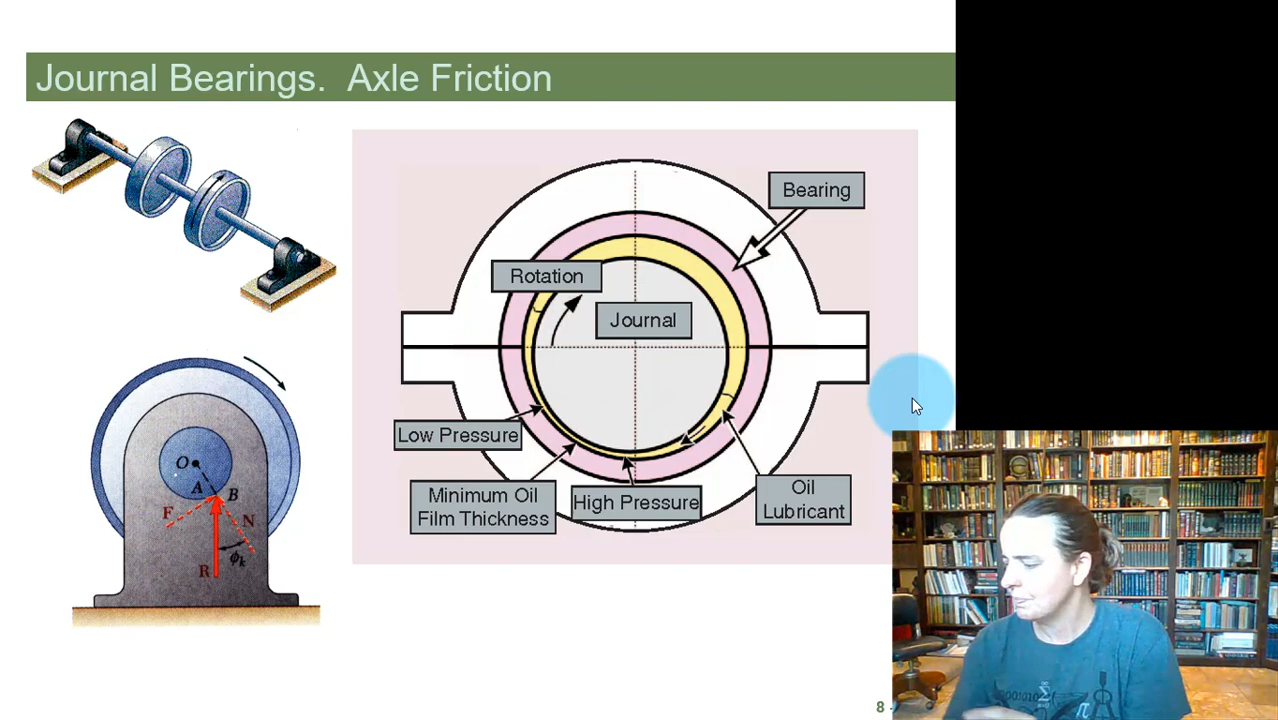 Journal Bearings. Axle Friction
Bearing
Rotation
Journal
Low Pressure
Minimum Oil
Film Thickness
High Pressure
Oil
Lubricant
O
A
B
F
N
ϕk
R
8 -
Σ
π